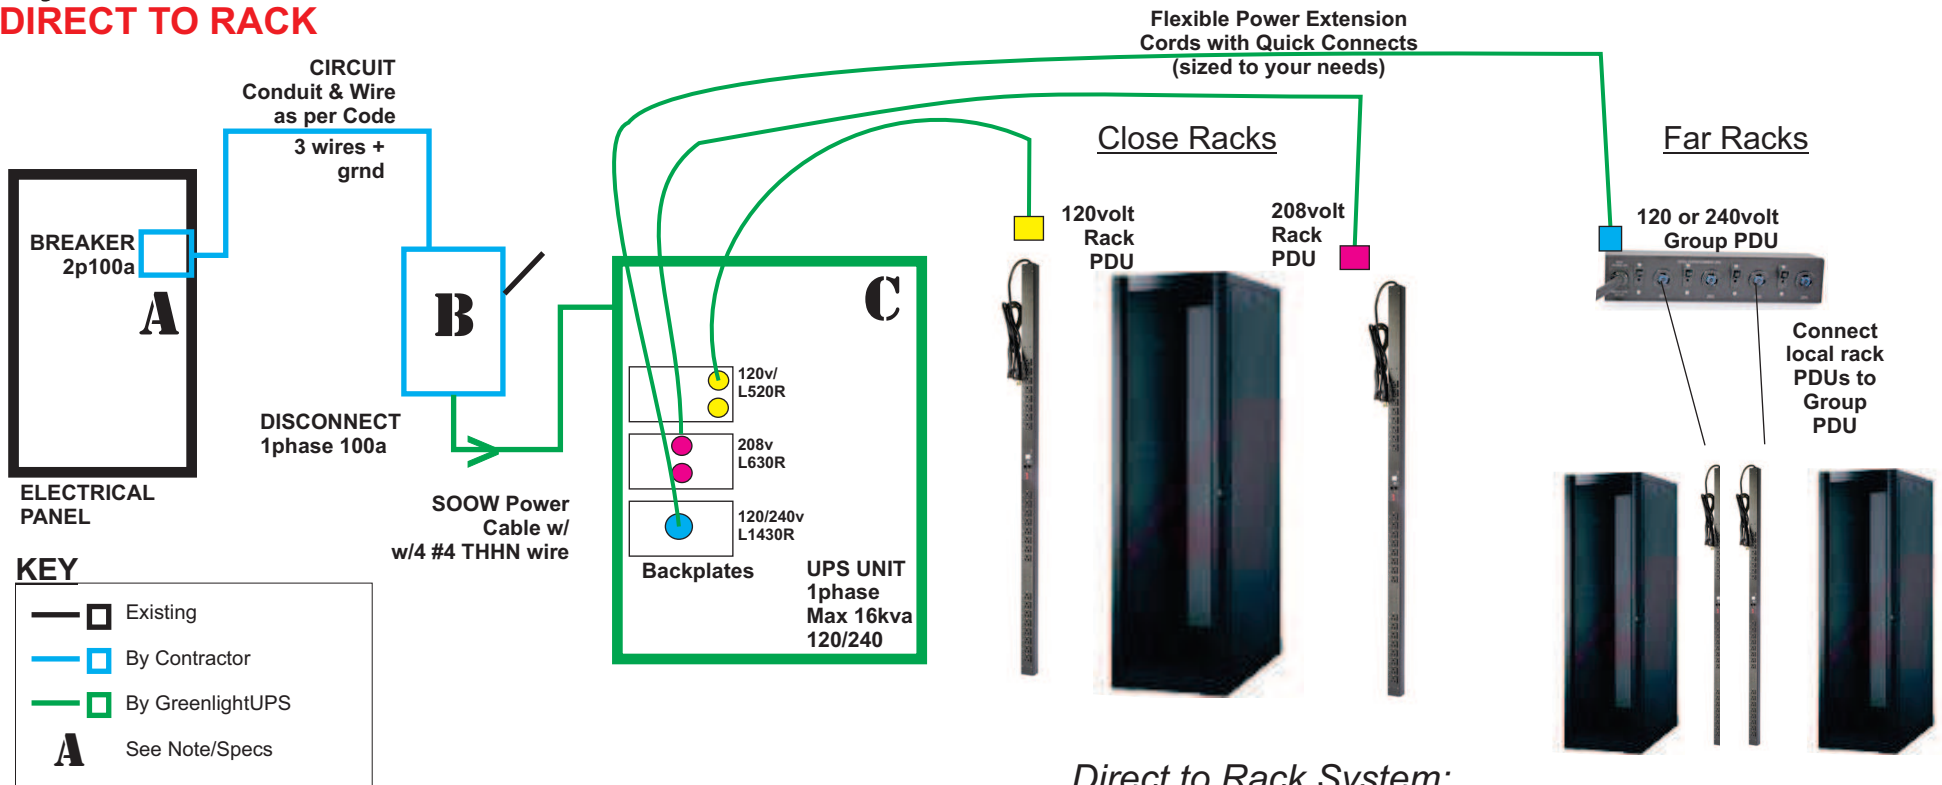 DIRECT TO RACK
Flexible Power Extension
Cords with Quick Connects
(sized to your needs)
CIRCUIT
Conduit & Wire
as per Code
3 wires +
grnd
BREAKER
2p100a
A
ELECTRICAL
PANEL
B
DISCONNECT
1phase 100a
SOOW Power
Cable w/
w/4 #4 THHN wire
C
120v/
L520R
208v
L630R
120/240v
L1430R
Backplates
UPS UNIT
1phase
Max 16kva
120/240
Close Racks
120volt
Rack
PDU
208volt
Rack
PDU
Far Racks
120 or 240volt
Group PDU
Connect
local rack
PDUs to
Group
PDU
KEY
Existing
By Contractor
By GreenlightUPS
A
See Note/Specs
Direct to Rack System: